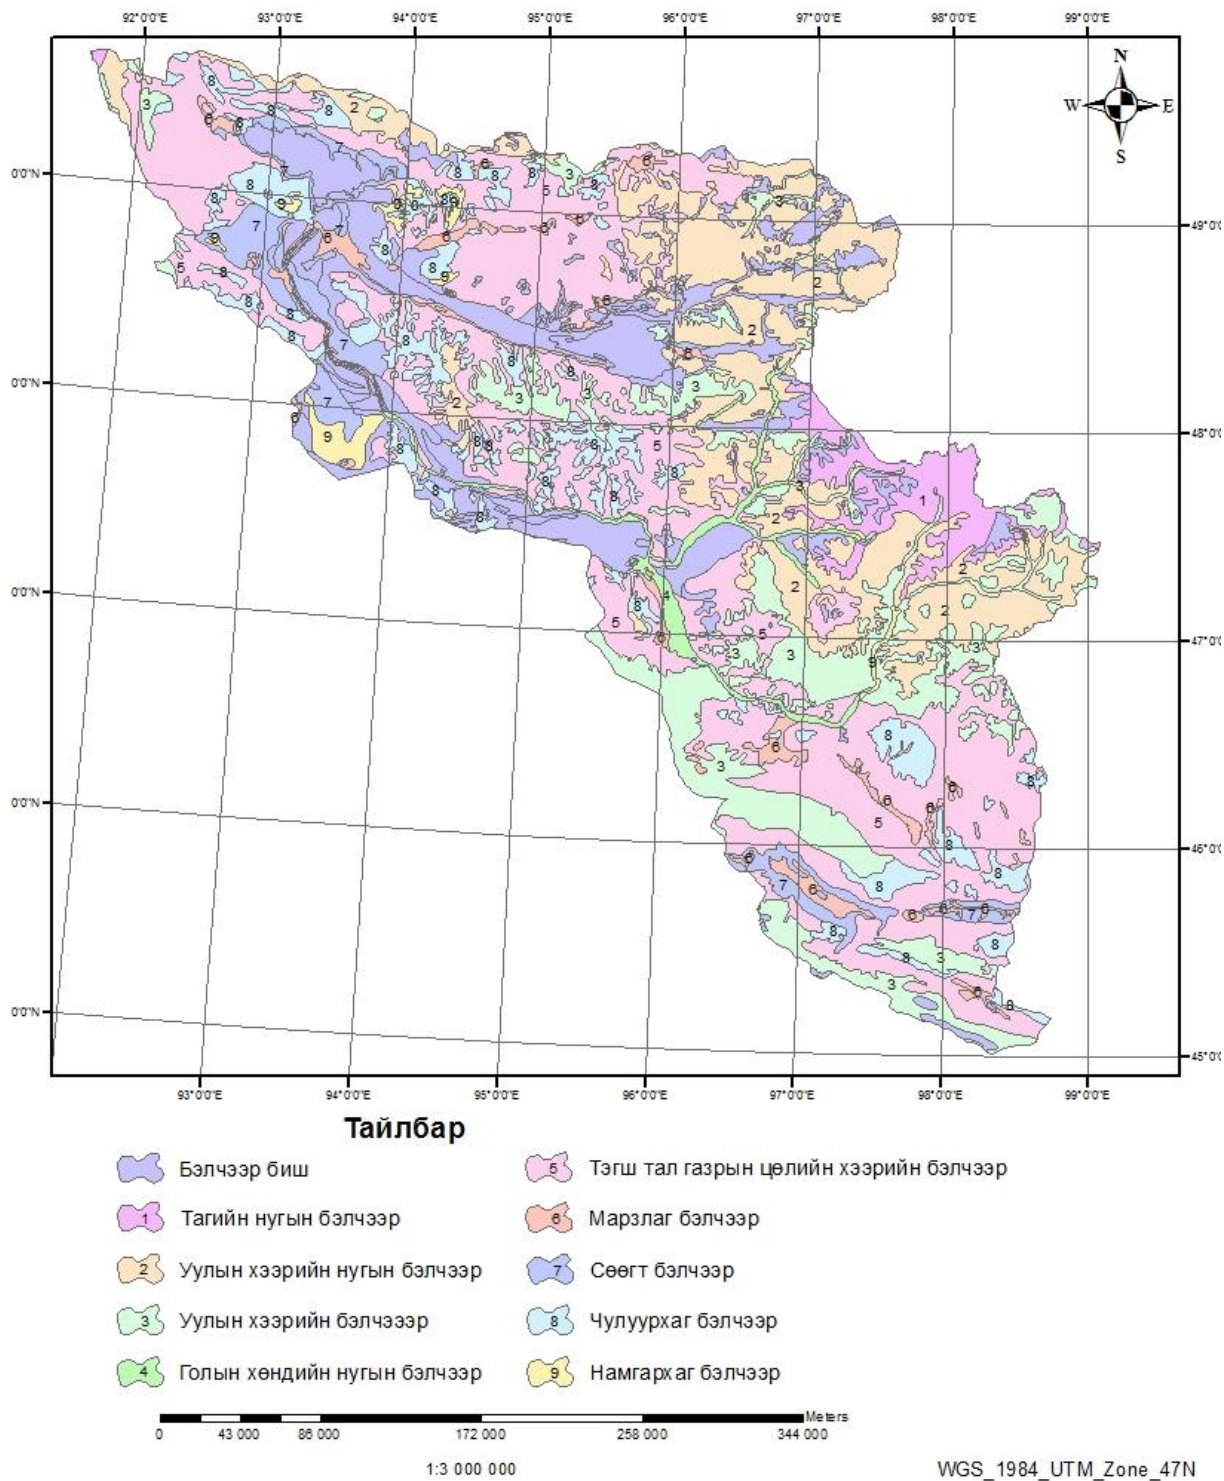 92°0'0"E 93°0'0"E 94°0'0"E 95°0'0"E 96°0'0"E 97°0'0"E 98°0'0"E 99°0'0"E
N
W E
S
0'0"N
49°0'0
0'0"N
48°0'0
0'0"N
47°0'0
0'0"N
46°0'0
0'0"N
45°0'0
93°0'0"E 94°0'0"E 95°0'0"E 96°0'0"E 97°0'0"E 98°0'0"E 99°0'0"E
Тайлбар
Бэлчээр биш
1 Тагийн нугын бэлчээр
2 Уулын хээрийн нугын бэлчээр
3 Уулын хээрийн бэлчэээр
4 Голын хөндийн нугын бэлчээр
5 Тэгш тал газрын цөлийн хээрийн бэлчээр
6 Марзлаг бэлчээр
7 Сөөгт бэлчээр
8 Чулуурхаг бэлчээр
9 Намгархаг бэлчээр
Meters
0 43 000 86 000 172 000 258 000 344 000
1:3 000 000
WGS_1984_UTM_Zone_47N